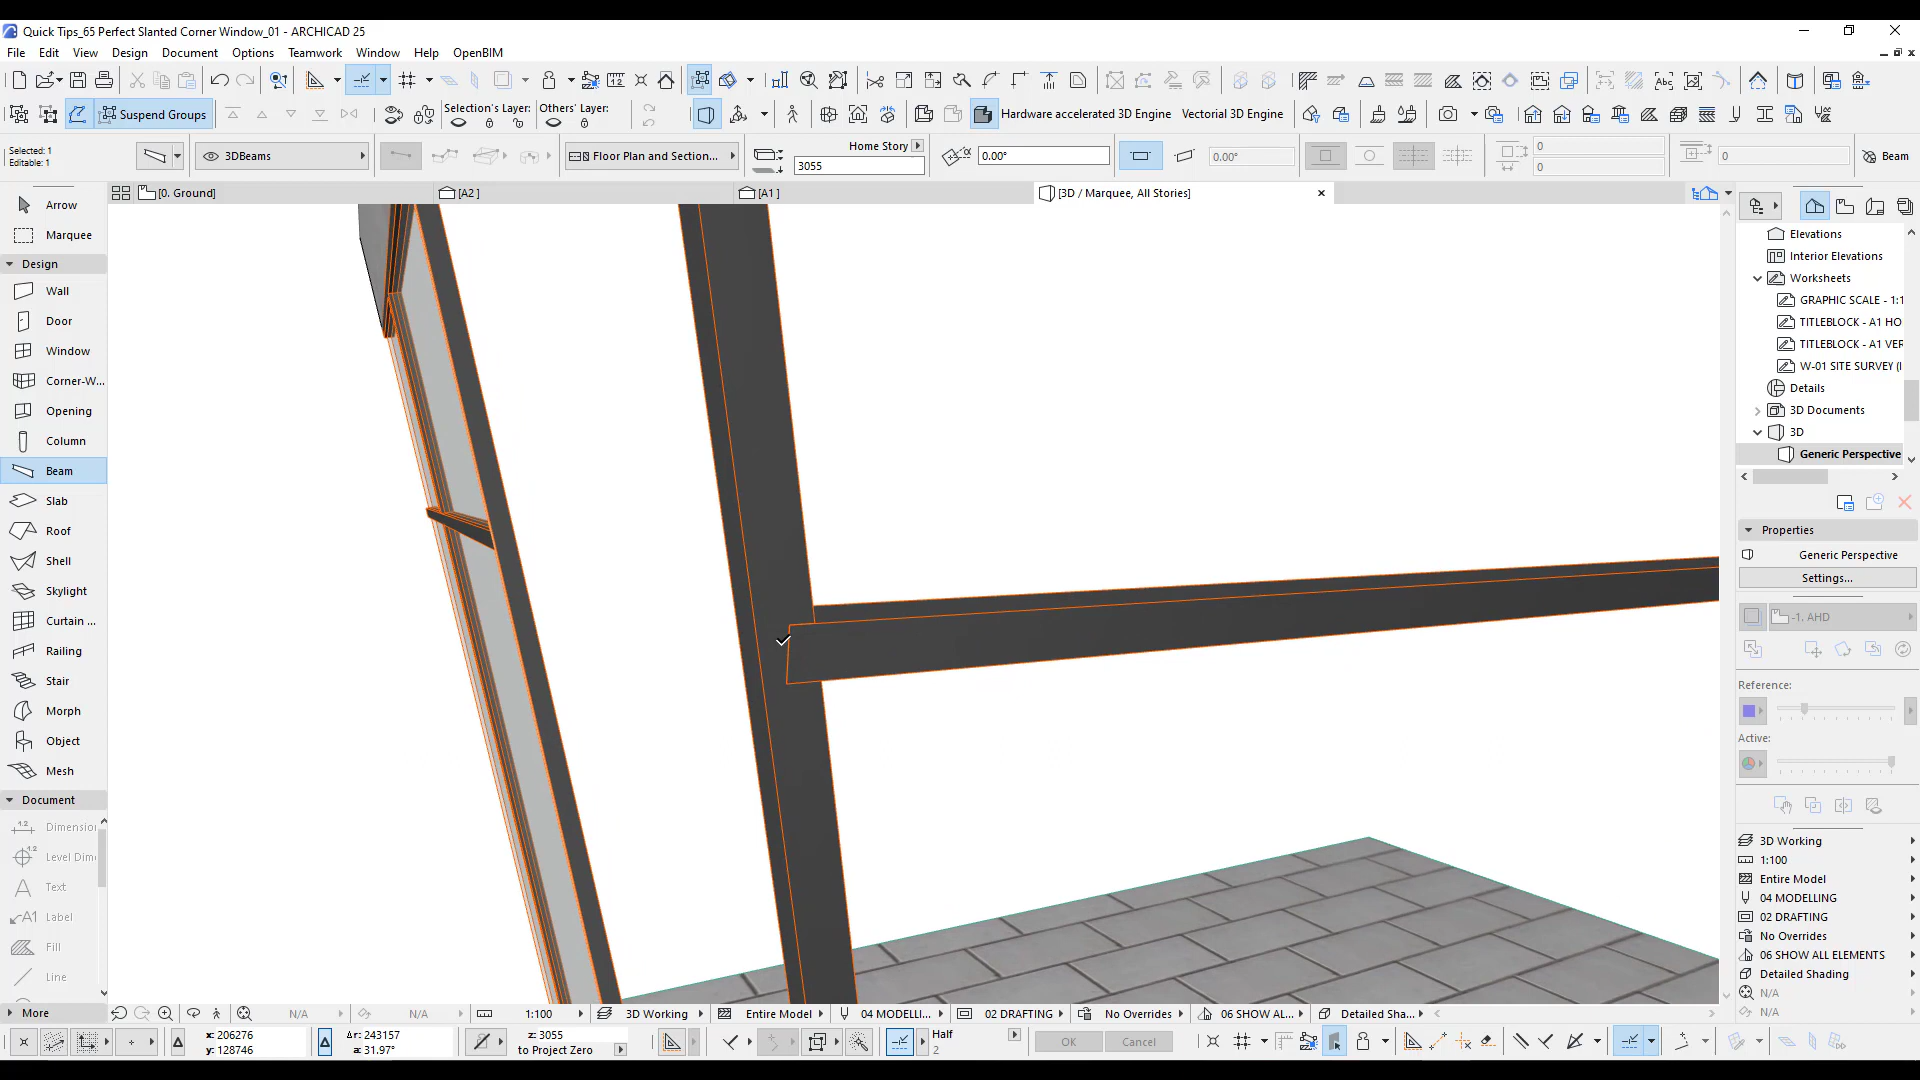 Quick Tips_65 Perfect Slanted Corner Window_01 - ARCHICAD 25
File Edit View Design Document Options Teamwork Window Help OpenBIM
Suspend Groups Selection's Layer: Others' Layer: Hardware accelerated 3D Engine Vectorial 3D Engine
Selected: 1
Editable: 1
3DBeams
Floor Plan and Section...
Home Story
3055
0.00°
0.00°
0
0
0
Beam
[0. Ground]
[A2 ]
[A1 ]
[3D / Marquee, All Stories]
Arrow
Marquee
Design
Wall
Door
Window
Corner-W...
Opening
Column
Beam
Slab
Roof
Shell
Skylight
Curtain ...
Railing
Stair
Morph
Object
Mesh
Document
Dimension
Level Dime
Text
Label
Fill
Line
More
Elevations
Interior Elevations
Worksheets
GRAPHIC SCALE - 1:1
TITLEBLOCK - A1 HO
TITLEBLOCK - A1 VER
W-01 SITE SURVEY (I
Details
3D Documents
3D
Generic Perspective
Properties
Generic Perspective
Settings...
-1. AHD
Reference:
Active:
3D Working
1:100
Entire Model
04 MODELLING
02 DRAFTING
No Overrides
06 SHOW ALL ELEMENTS
Detailed Shading
N/A
N/A
N/A N/A 1:100 3D Working Entire Model 04 MODELLI... 02 DRAFTING No Overrides 06 SHOW AL... Detailed Sha...
x: 206276
y: 128746
Δr: 243157
a: 31.97°
z: 3055
to Project Zero
Half
2
OK
Cancel